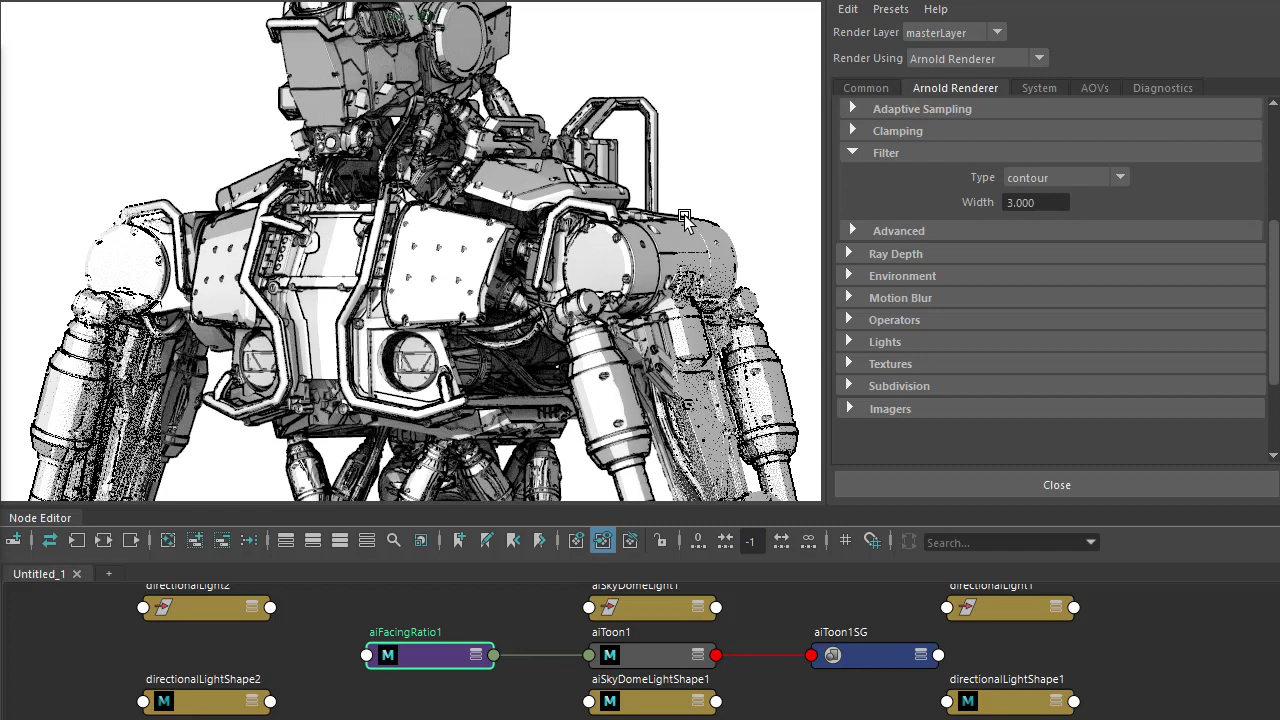 Edit Presets Help
Render Layer masterLayer
Render Using Arnold Renderer
Common Arnold Renderer System AOVs Diagnostics
Adaptive Sampling
Clamping
Filter
Type contour
Width 3.000
Advanced
Ray Depth
Environment
Motion Blur
Operators
Lights
Textures
Subdivision
Imagers
Close
Node Editor
0 -1 Search...
Untitled_1
directionalLight2 aiSkyDomeLight1 directionalLight1
aiFacingRatio1 aiToon1 aiToon1SG
M M
directionalLightShape2 aiSkyDomeLightShape1 directionalLightShape1
M M M